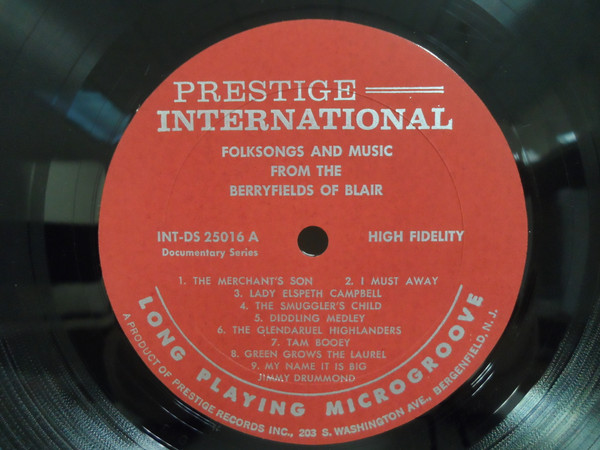 PRESTIGE
INTERNATIONAL
FOLKSONGS AND MUSIC
FROM THE
BERRYFIELDS OF BLAIR
INT-DS 25016 A HIGH FIDELITY
Documentary Series
1. THE MERCHANT'S SON 2. I MUST AWAY
3. LADY ELSPETH CAMPBELL
4. THE SMUGGLER'S CHILD
5. DIDDLING MEDLEY
6. THE GLENDARUEL HIGHLANDERS
7. TAM BOOEY
8. GREEN GROWS THE LAUREL
9. MY NAME IT IS BIG
JIMMY DRUMMOND
LONG PLAYING MICROGROOVE
A PRODUCT OF PRESTIGE RECORDS INC., 203 S. WASHINGTON AVE., BERGENFIELD, N. J.